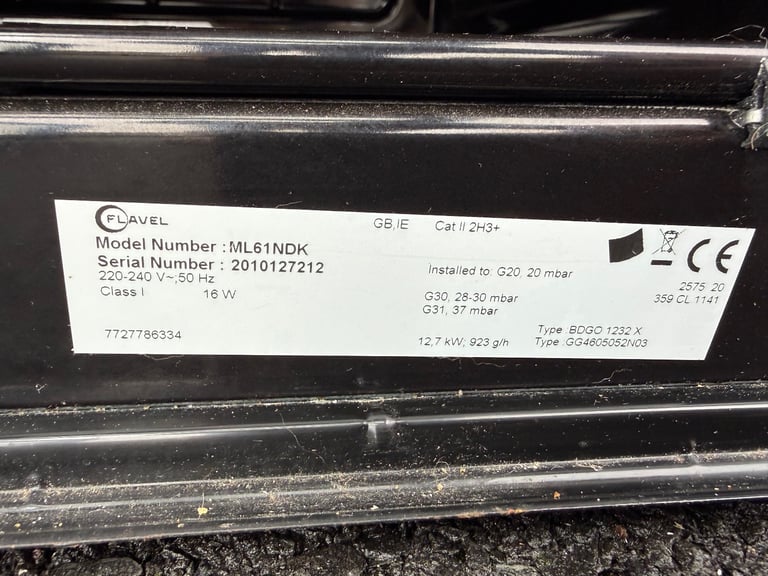 FLAVEL
GB,IE Cat II 2H3+
Model Number : ML61NDK
Serial Number : 2010127212
220-240 V~;50 Hz
Class I 16 W
Installed to: G20, 20 mbar
G30, 28-30 mbar
G31, 37 mbar
CE
2575 20
359 CL 1141
7727786334
12,7 kW; 923 g/h
Type :BDGO 1232 X
Type :GG4605052N03